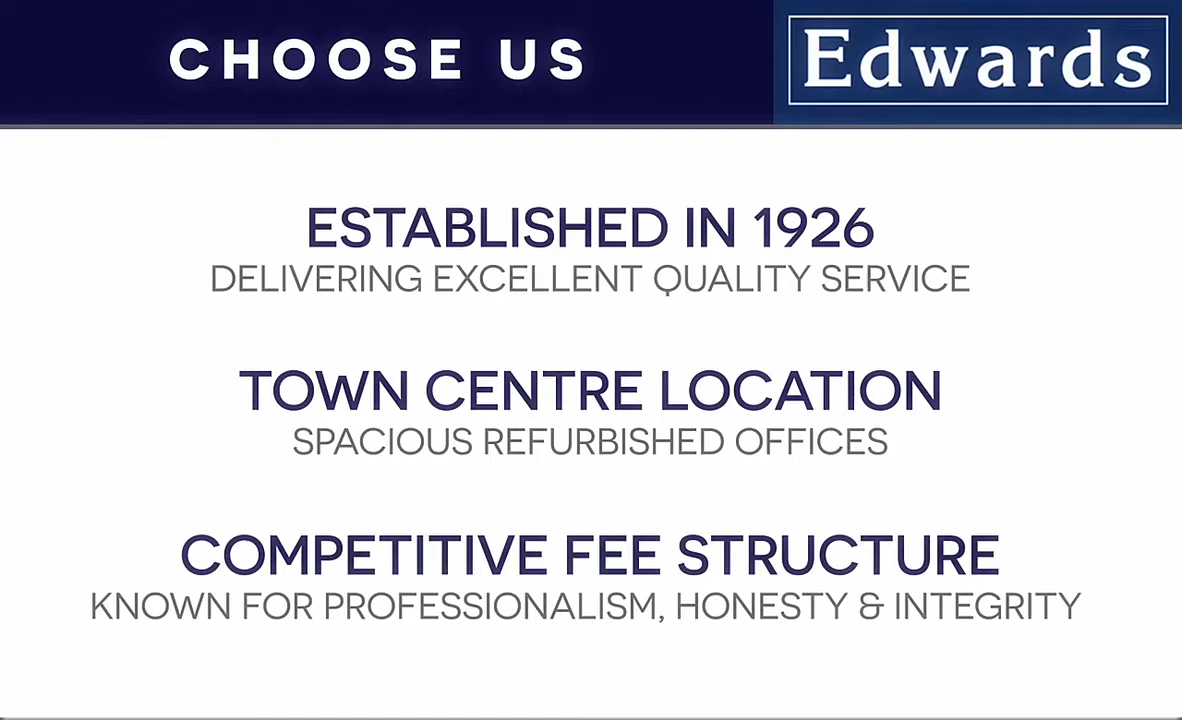 CHOOSE US
Edwards
ESTABLISHED IN 1926
DELIVERING EXCELLENT QUALITY SERVICE
TOWN CENTRE LOCATION
SPACIOUS REFURBISHED OFFICES
COMPETITIVE FEE STRUCTURE
KNOWN FOR PROFESSIONALISM, HONESTY & INTEGRITY